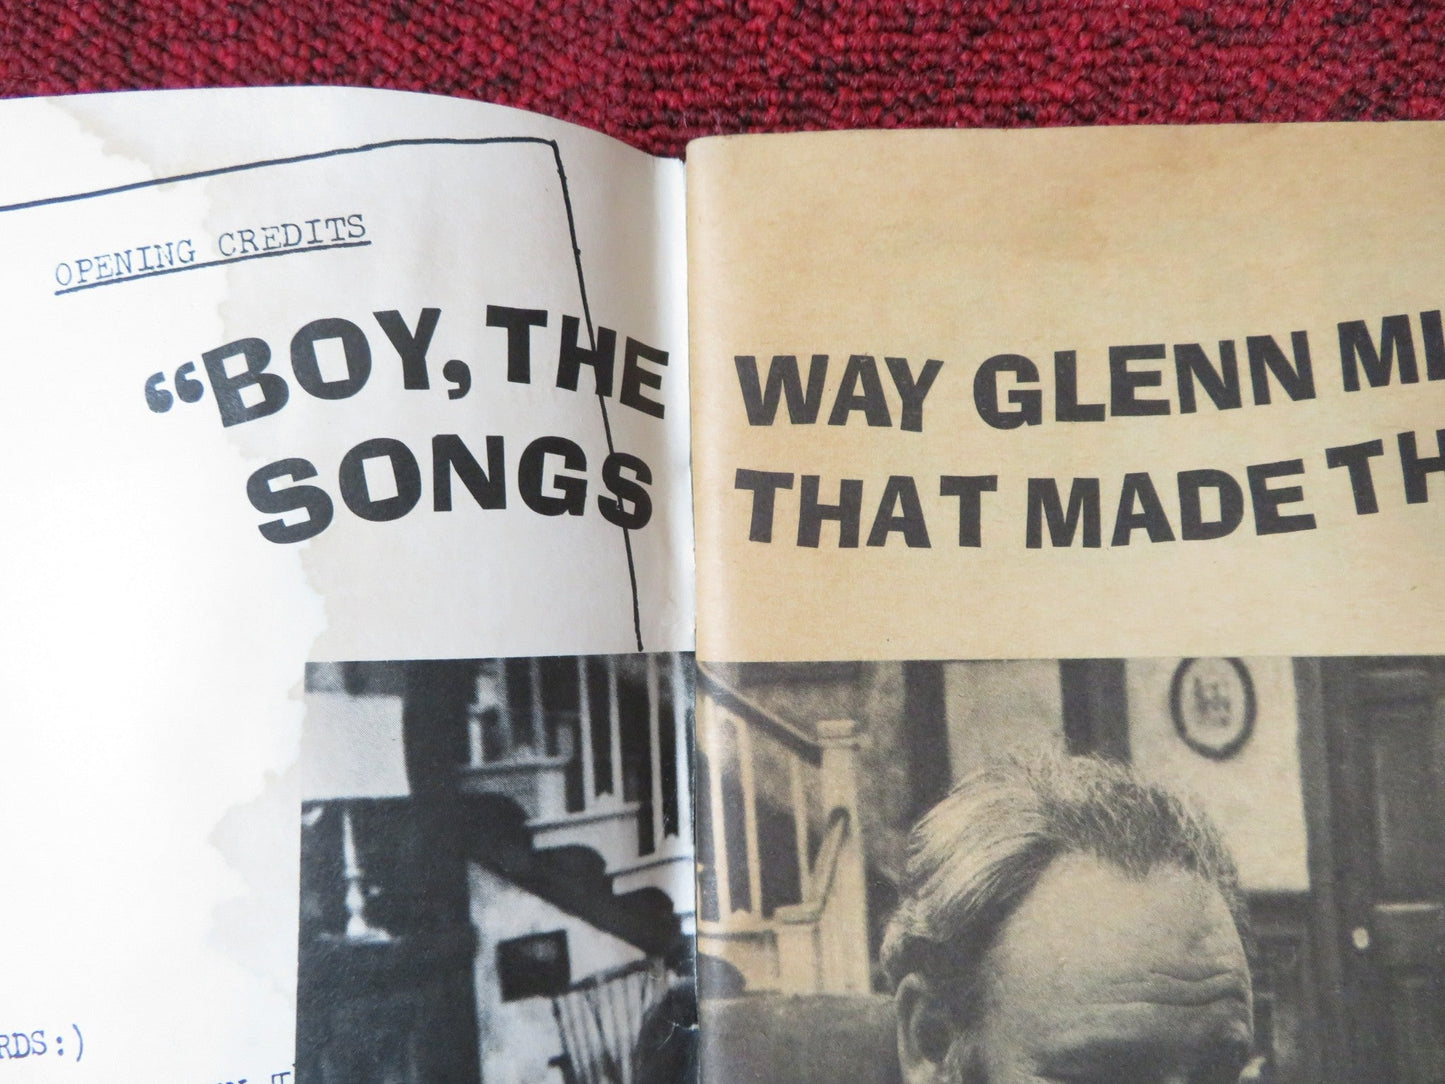 OPENING CREDITS
“BOY, THE WAY GLENN MI
SONGS THAT MADE TH
RDS:)